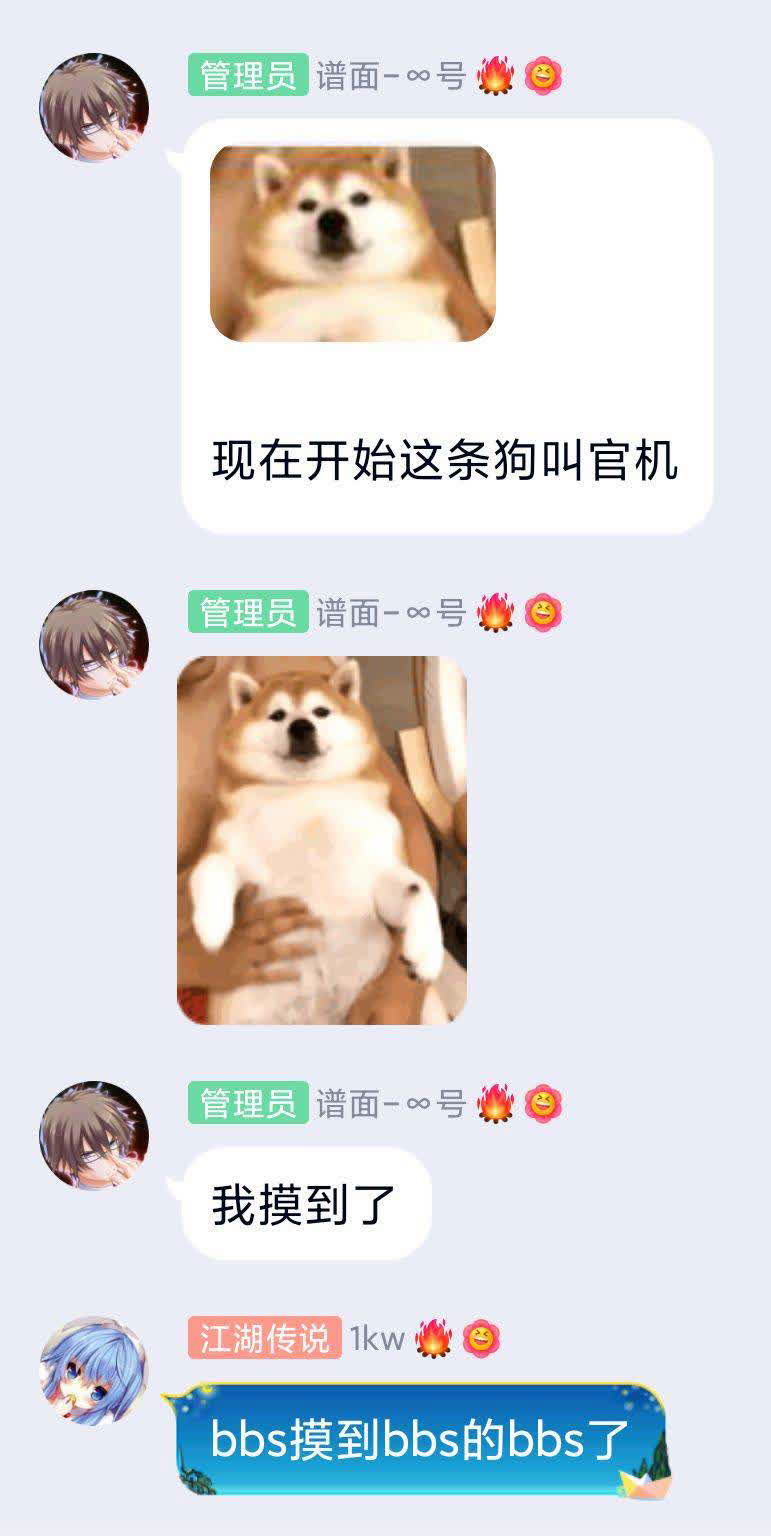 管理员 谱面-∞号
现在开始这条狗叫官机
管理员 谱面-∞号
管理员 谱面-∞号
我摸到了
江湖传说 1kw
bbs摸到bbs的bbs了